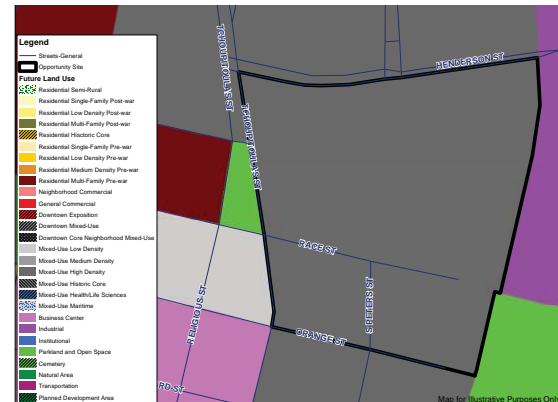 Legend
Streets-General
Opportunity Site
Future Land Use
Residential Semi-Rural
Residential Single-Family Post-war
Residential Low Density Post-war
Residential Multi-Family Post-war
Residential Hisctoric Core
Residential Single-Family Pre-war
Residential Low Density Pre-war
Residential Medium Density Pre-war
Residential Multi-Family Pre-war
Neighborhood Commercial
General Commercial
Downtown Exposition
Downtown Mixed-Use
Downtown Core Neighborhood Mixed-Use
Mixed-Use Low Density
Mixed-Use Medium Density
Mixed-Use High Density
Mixed-Use Historic Core
Mixed-Use Health/Life Sciences
Mixed-Use Maritime
Business Center
Industrial
Institutional
Parkland and Open Space
Cemetery
Natural Area
Transportation
Planned Development Area
TCHOUPITOULAS ST
TCHOUPITOULAS ST
HENDERSON ST
RACE ST
RELIGIOUS ST
S PETERS ST
ORANGE ST
RD ST
Map for Illustrative Purposes Only